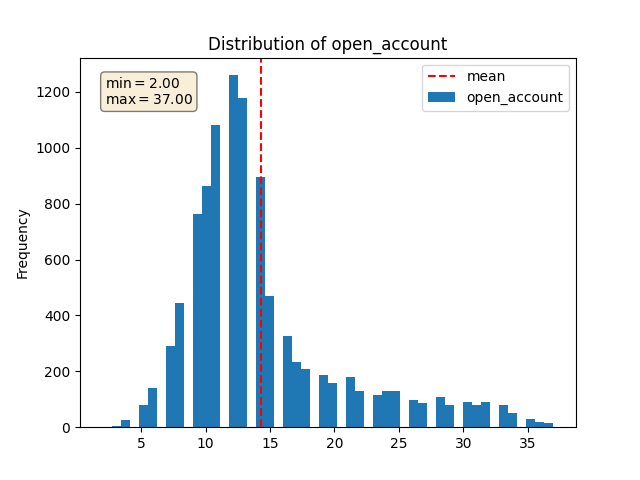 Distribution of open_account
min = 2.00
max = 37.00
mean
open_account
Frequency
1200
1000
800
600
400
200
0
5
10
15
20
25
30
35